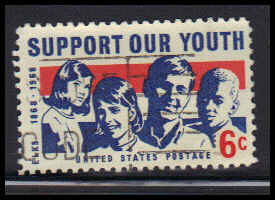 SUPPORT OUR YOUTH
ELKS · 1868 - 1968
6c
UNITED STATES POSTAGE